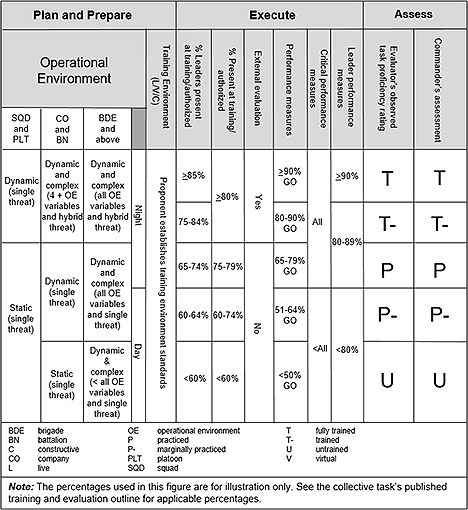 Plan and Prepare
Execute
Assess
Operational
Environment
Training Environment
(L/V/C)
% Leaders present
at training/authorized
% Present at training/
authorized
External evaluation
Performance measures
Critical performance
measures
Leader performance
measures
Evaluator's observed
task proficiency rating
Commander's assessment
SQD
and
PLT
CO
and
BN
BDE
and
above
Dynamic
(single
threat)
Dynamic
and
complex
(4 + OE
variables
and hybrid
threat)
Dynamic
and
complex
(all OE
variables
and hybrid
threat)
Night
Proponent establishes training environment standards
≥85%
≥80%
Yes
≥90%
GO
All
≥90%
T
T
75-84%
80-90%
GO
80-89%
T-
T-
Static
(single
threat)
Dynamic
(single
threat)
Dynamic
and
complex
(all OE
variables
and single
threat)
Day
65-74%
75-79%
No
65-79%
GO
P
P
60-64%
60-74%
51-64%
GO
<All
<80%
P-
P-
Static
(single
threat)
Dynamic
&
complex
(< all OE
variables
and single
threat)
<60%
<60%
<50%
GO
U
U
BDE brigade OE operational environment T fully trained
BN battalion P practiced T- trained
C constructive P- marginally practiced U untrained
CO company PLT platoon V virtual
L live SQD squad
Note: The percentages used in this figure are for illustration only. See the collective task's published
training and evaluation outline for applicable percentages.